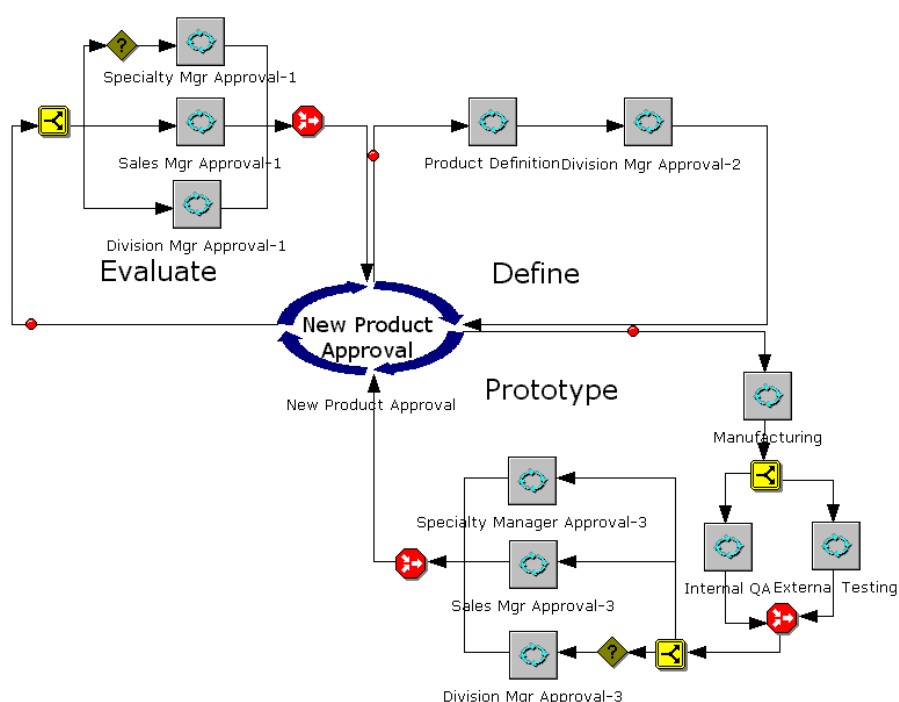 ?
Specialty Mgr Approval-1
Sales Mgr Approval-1
Division Mgr Approval-1
Evaluate
Product Definition
Division Mgr Approval-2
Define
New Product
Approval
New Product Approval
Prototype
Manufacturing
Specialty Manager Approval-3
Sales Mgr Approval-3
Internal QA
External Testing
?
Division Mgr Approval-3